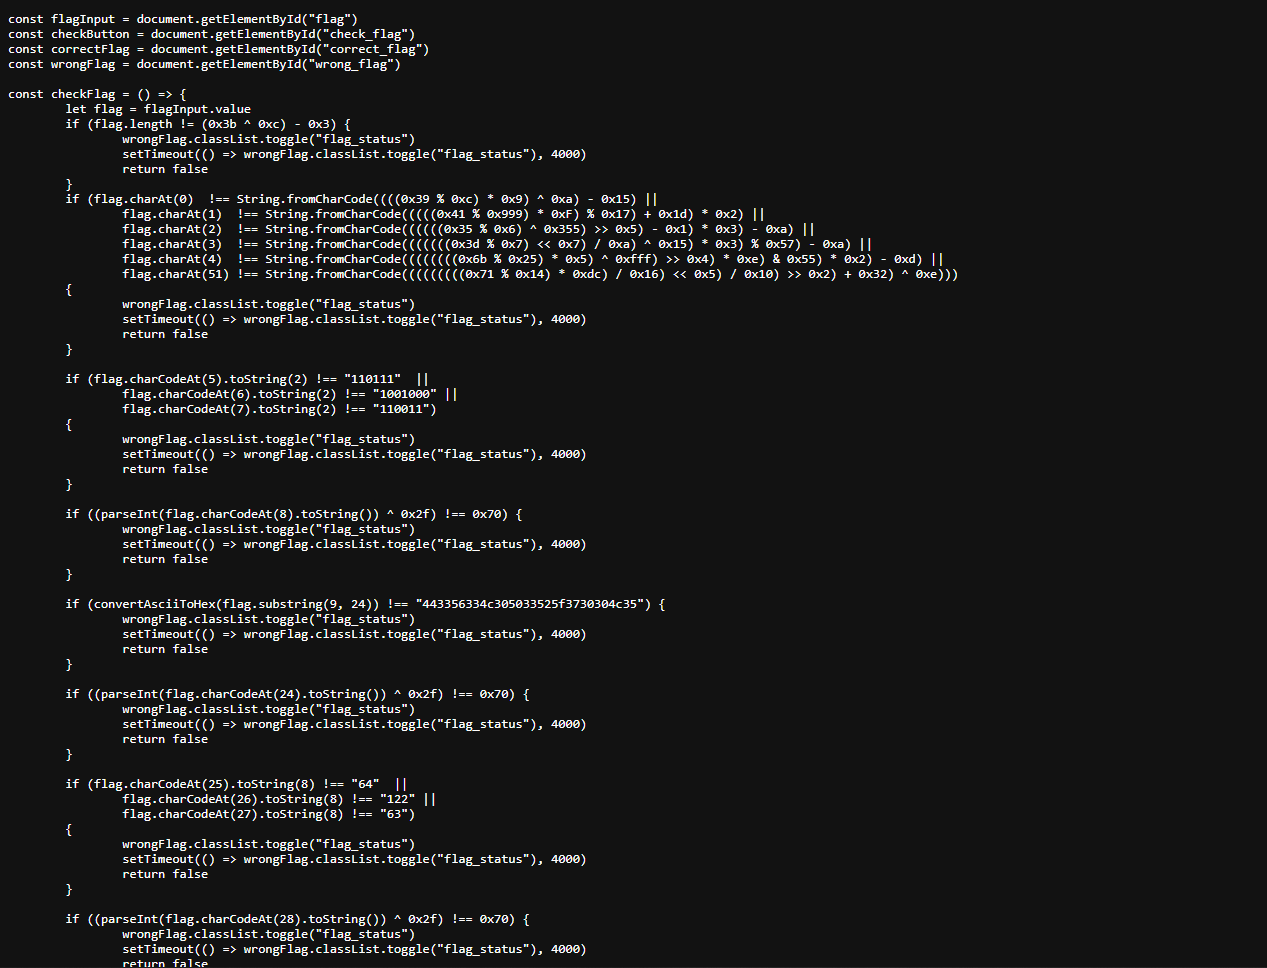 const flagInput = document.getElementById("flag")
const checkButton = document.getElementById("check_flag")
const correctFlag = document.getElementById("correct_flag")
const wrongFlag = document.getElementById("wrong_flag")

const checkFlag = () => {
	let flag = flagInput.value
	if (flag.length != (0x3b ^ 0xc) - 0x3) {
		wrongFlag.classList.toggle("flag_status")
		setTimeout(() => wrongFlag.classList.toggle("flag_status"), 4000)
		return false
	}
	if (flag.charAt(0)  !== String.fromCharCode((((0x39 % 0xc) * 0x9) ^ 0xa) - 0x15) ||
		flag.charAt(1)  !== String.fromCharCode(((((0x41 % 0x999) * 0xF) % 0x17) + 0x1d) * 0x2) ||
		flag.charAt(2)  !== String.fromCharCode((((((0x35 % 0x6) ^ 0x355) >> 0x5) - 0x1) * 0x3) - 0xa) ||
		flag.charAt(3)  !== String.fromCharCode(((((((0x3d % 0x7) << 0x7) / 0xa) ^ 0x15) * 0x3) % 0x57) - 0xa) ||
		flag.charAt(4)  !== String.fromCharCode((((((((0x6b % 0x25) * 0x5) ^ 0xfff) >> 0x4) * 0xe) & 0x55) * 0x2) - 0xd) ||
		flag.charAt(51) !== String.fromCharCode(((((((((0x71 % 0x14) * 0xdc) / 0x16) << 0x5) / 0x10) >> 0x2) + 0x32) ^ 0xe)))
	{
		wrongFlag.classList.toggle("flag_status")
		setTimeout(() => wrongFlag.classList.toggle("flag_status"), 4000)
		return false
	}

	if (flag.charCodeAt(5).toString(2) !== "110111"  ||
		flag.charCodeAt(6).toString(2) !== "1001000" ||
		flag.charCodeAt(7).toString(2) !== "110011")
	{
		wrongFlag.classList.toggle("flag_status")
		setTimeout(() => wrongFlag.classList.toggle("flag_status"), 4000)
		return false
	}

	if ((parseInt(flag.charCodeAt(8).toString()) ^ 0x2f) !== 0x70) {
		wrongFlag.classList.toggle("flag_status")
		setTimeout(() => wrongFlag.classList.toggle("flag_status"), 4000)
		return false
	}

	if (convertAsciiToHex(flag.substring(9, 24)) !== "443356334c305033525f3730304c35") {
		wrongFlag.classList.toggle("flag_status")
		setTimeout(() => wrongFlag.classList.toggle("flag_status"), 4000)
		return false
	}

	if ((parseInt(flag.charCodeAt(24).toString()) ^ 0x2f) !== 0x70) {
		wrongFlag.classList.toggle("flag_status")
		setTimeout(() => wrongFlag.classList.toggle("flag_status"), 4000)
		return false
	}

	if (flag.charCodeAt(25).toString(8) !== "64"  ||
		flag.charCodeAt(26).toString(8) !== "122" ||
		flag.charCodeAt(27).toString(8) !== "63")
	{
		wrongFlag.classList.toggle("flag_status")
		setTimeout(() => wrongFlag.classList.toggle("flag_status"), 4000)
		return false
	}

	if ((parseInt(flag.charCodeAt(28).toString()) ^ 0x2f) !== 0x70) {
		wrongFlag.classList.toggle("flag_status")
		setTimeout(() => wrongFlag.classList.toggle("flag_status"), 4000)
		return false